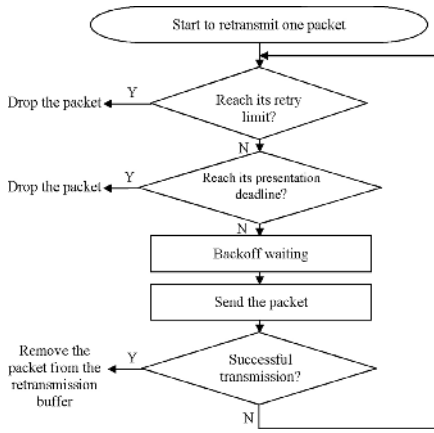 Start to retransmit one packet
Reach its retry
limit?
Y
Drop the packet
N
Reach its presentation
deadline?
Y
Drop the packet
N
Backoff waiting
Send the packet
Successful
transmission?
Y
Remove the
packet from the
retransmission
buffer
N